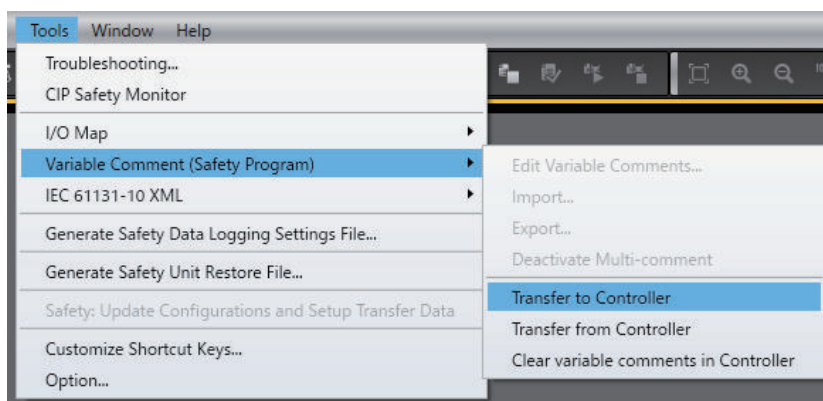 Tools Window Help
Troubleshooting...
CIP Safety Monitor
I/O Map
Variable Comment (Safety Program)
IEC 61131-10 XML
Generate Safety Data Logging Settings File...
Generate Safety Unit Restore File...
Safety: Update Configurations and Setup Transfer Data
Customize Shortcut Keys...
Option...
Edit Variable Comments...
Import...
Export...
Deactivate Multi-comment
Transfer to Controller
Transfer from Controller
Clear variable comments in Controller